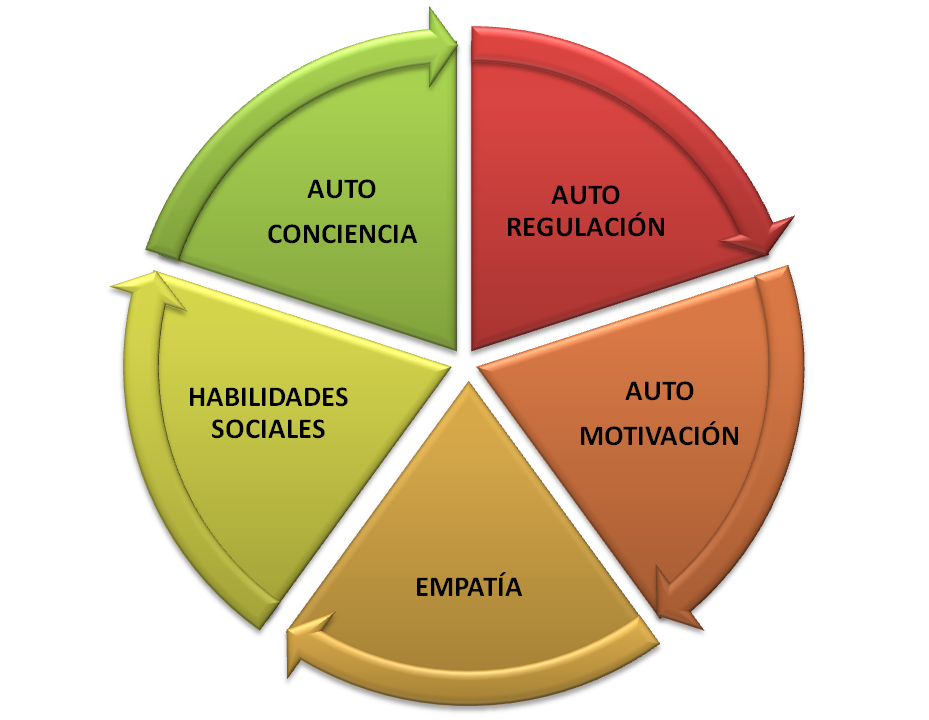 AUTO
CONCIENCIA
AUTO
REGULACIÓN
AUTO
MOTIVACIÓN
EMPATÍA
HABILIDADES
SOCIALES